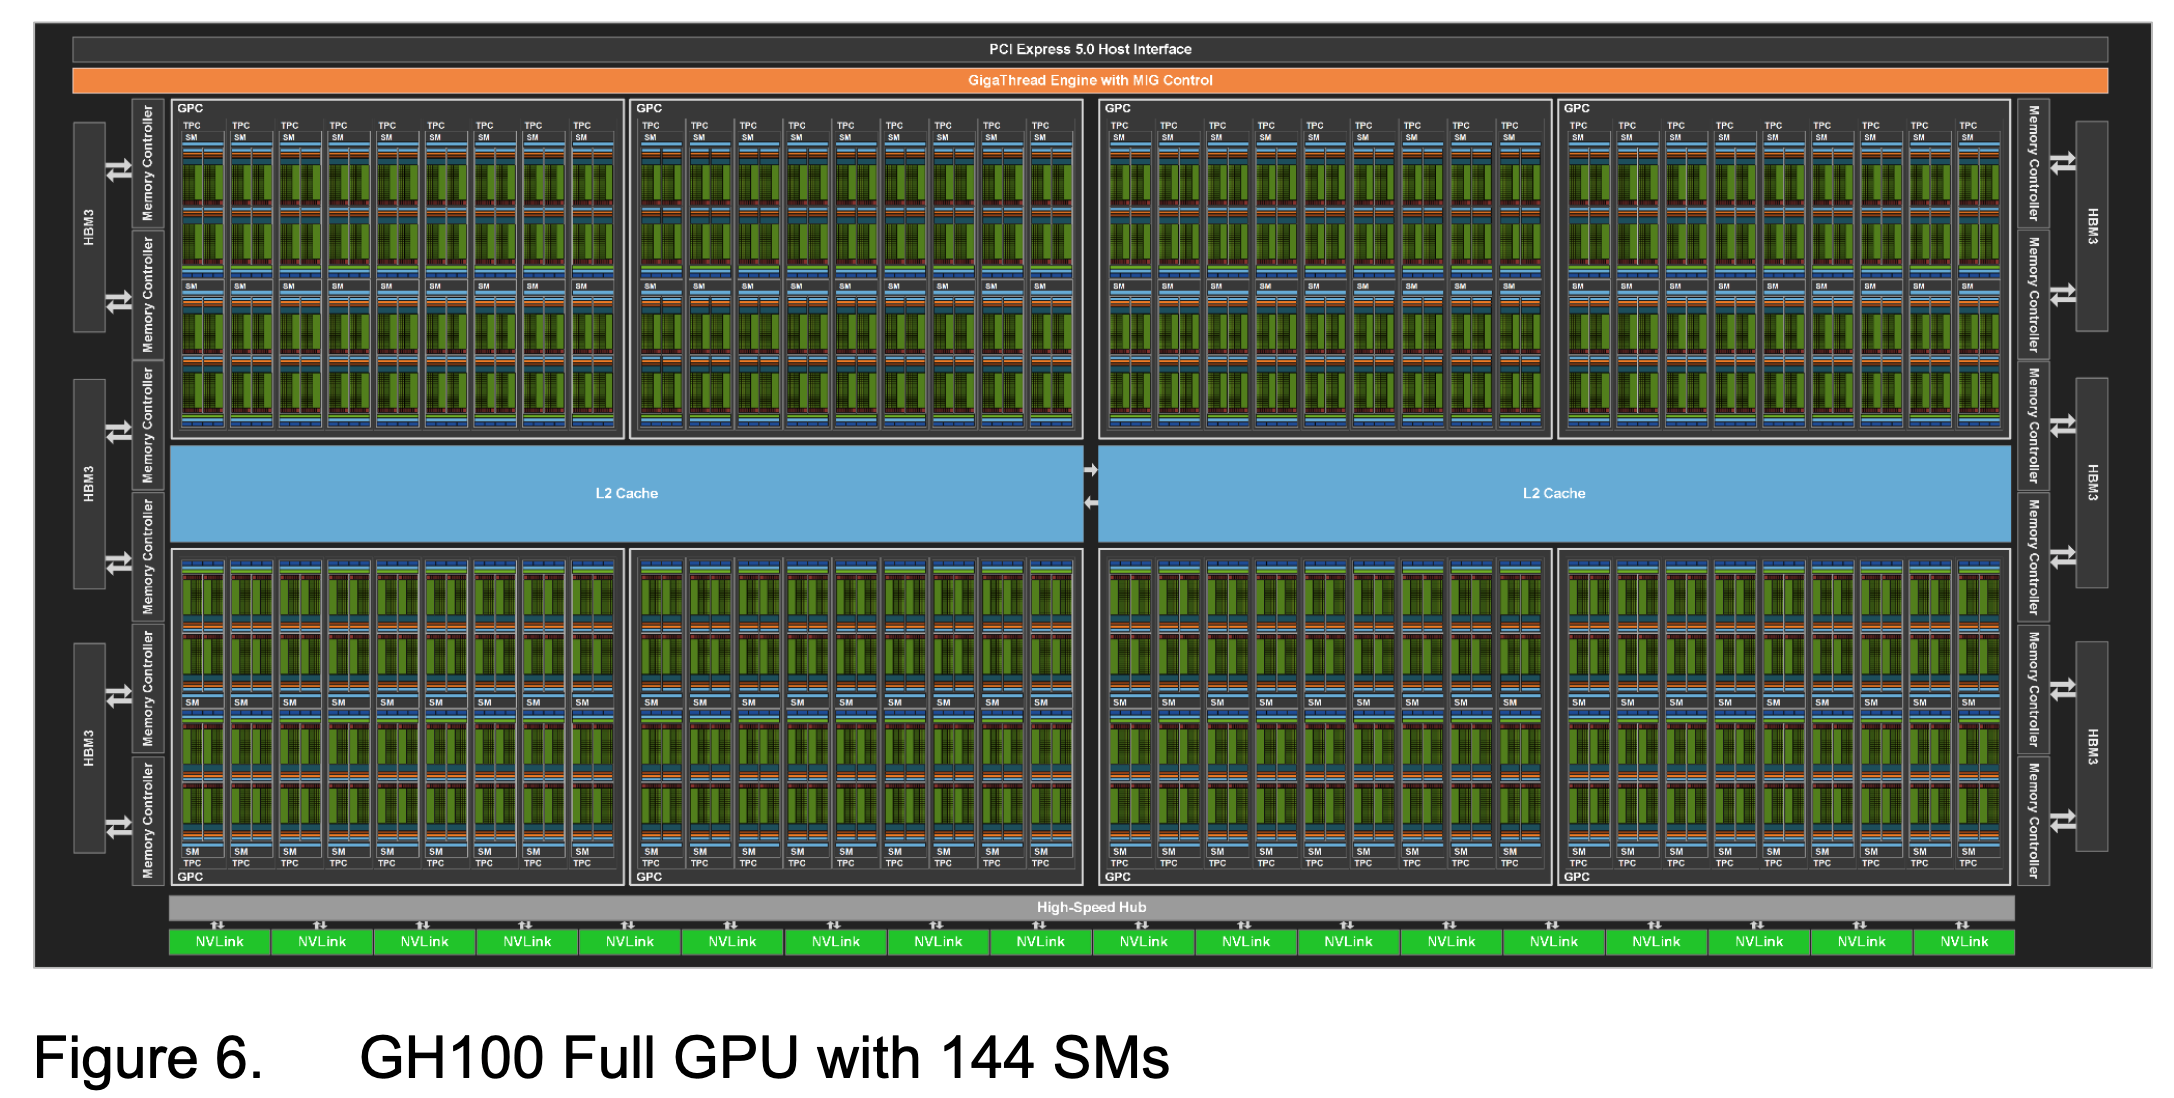 PCI Express 5.0 Host Interface
GigaThread Engine with MIG Control
GPC GPC GPC GPC
TPC TPC TPC TPC TPC TPC TPC TPC TPC TPC TPC TPC TPC TPC TPC TPC TPC TPC TPC TPC TPC TPC TPC TPC TPC TPC TPC TPC TPC TPC TPC TPC TPC TPC TPC TPC
SM SM SM SM SM SM SM SM SM SM SM SM SM SM SM SM SM SM SM SM SM SM SM SM SM SM SM SM SM SM SM SM SM SM SM SM
SM SM SM SM SM SM SM SM SM SM SM SM SM SM SM SM SM SM SM SM SM SM SM SM SM SM SM SM SM SM SM SM SM SM SM SM
HBM3
HBM3
HBM3
Memory Controller
Memory Controller
Memory Controller
Memory Controller
Memory Controller
Memory Controller
L2 Cache
L2 Cache
Memory Controller
Memory Controller
Memory Controller
Memory Controller
Memory Controller
Memory Controller
HBM3
HBM3
HBM3
SM SM SM SM SM SM SM SM SM SM SM SM SM SM SM SM SM SM SM SM SM SM SM SM SM SM SM SM SM SM SM SM SM SM SM SM
SM SM SM SM SM SM SM SM SM SM SM SM SM SM SM SM SM SM SM SM SM SM SM SM SM SM SM SM SM SM SM SM SM SM SM SM
TPC TPC TPC TPC TPC TPC TPC TPC TPC TPC TPC TPC TPC TPC TPC TPC TPC TPC TPC TPC TPC TPC TPC TPC TPC TPC TPC TPC TPC TPC TPC TPC TPC TPC TPC TPC
GPC GPC GPC GPC
High-Speed Hub
NVLink NVLink NVLink NVLink NVLink NVLink NVLink NVLink NVLink NVLink NVLink NVLink NVLink NVLink NVLink NVLink NVLink NVLink
Figure 6. GH100 Full GPU with 144 SMs